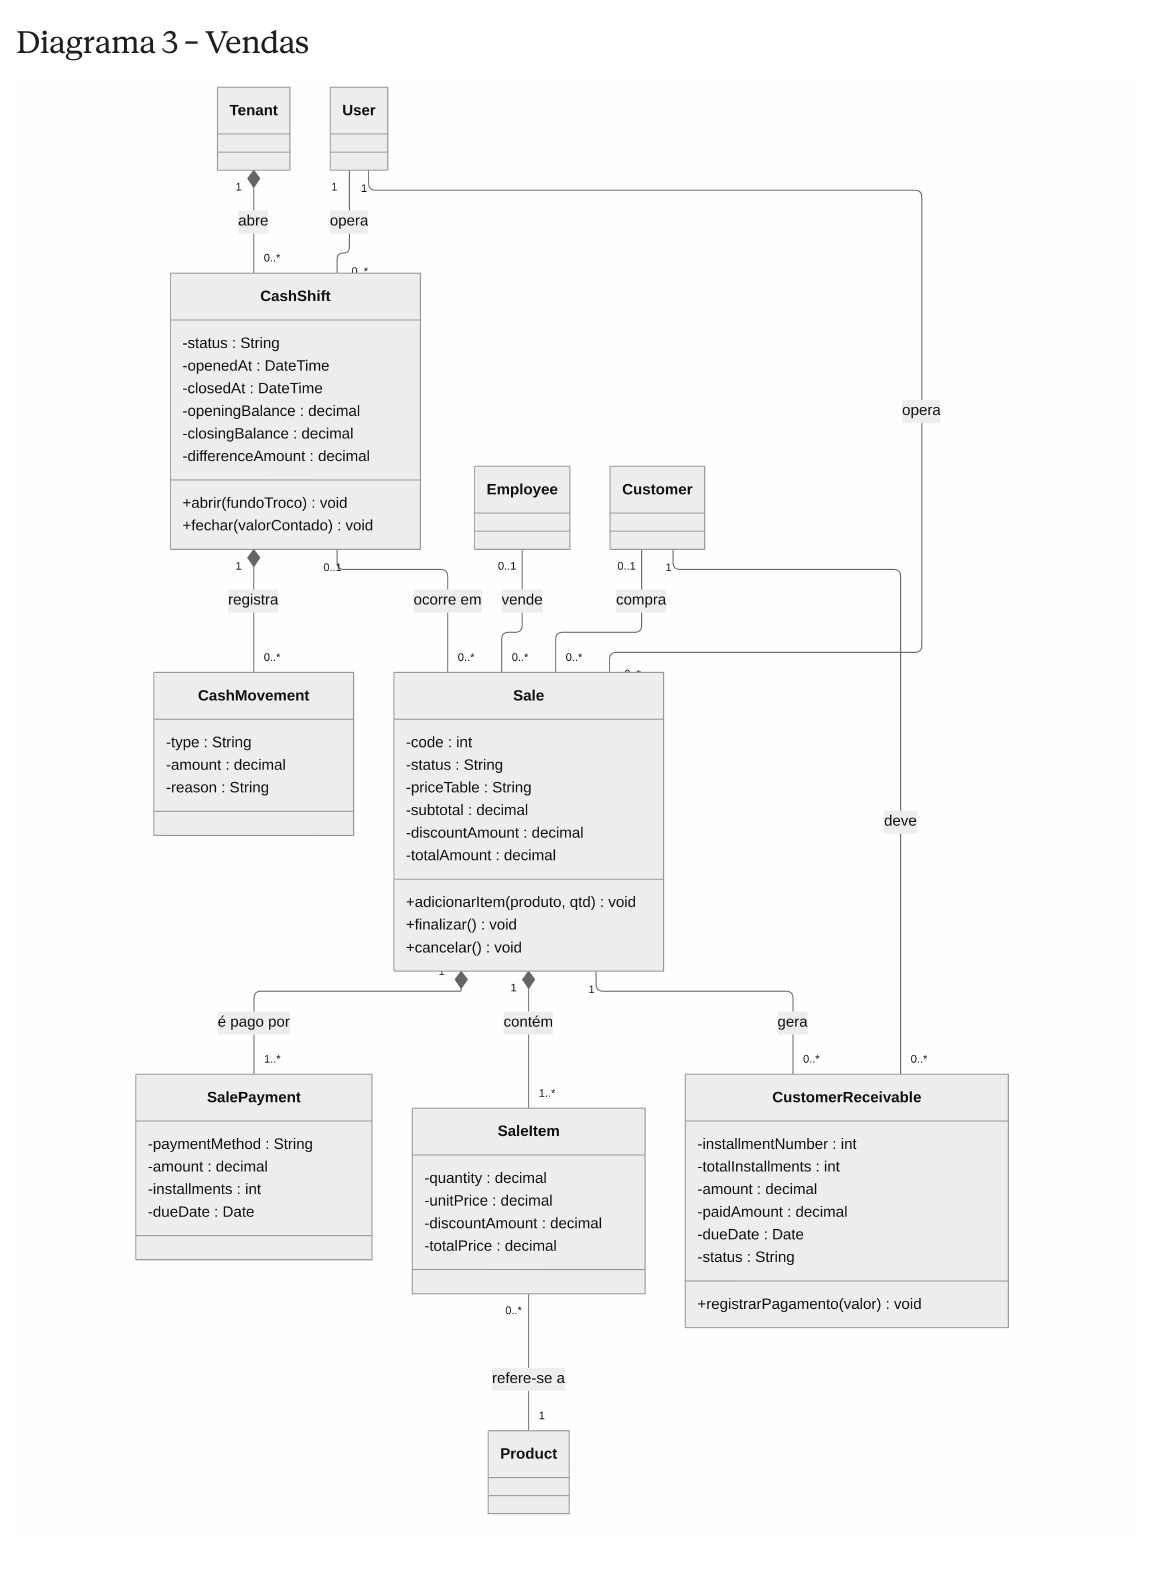 Diagrama 3 – Vendas
Tenant
User
1
1
1
abre
opera
0..*
0..*
CashShift
-status : String
-openedAt : DateTime
-closedAt : DateTime
-openingBalance : decimal
-closingBalance : decimal
-differenceAmount : decimal
+abrir(fundoTroco) : void
+fechar(valorContado) : void
opera
Employee
Customer
1
0..1
0..1
0..1
1
registra
ocorre em
vende
compra
0..*
0..*
0..*
0..*
CashMovement
-type : String
-amount : decimal
-reason : String
Sale
-code : int
-status : String
-priceTable : String
-subtotal : decimal
-discountAmount : decimal
-totalAmount : decimal
+adicionarItem(produto, qtd) : void
+finalizar() : void
+cancelar() : void
deve
1
1
1
é pago por
contém
gera
1..*
1..*
0..*
0..*
SalePayment
-paymentMethod : String
-amount : decimal
-installments : int
-dueDate : Date
SaleItem
-quantity : decimal
-unitPrice : decimal
-discountAmount : decimal
-totalPrice : decimal
CustomerReceivable
-installmentNumber : int
-totalInstallments : int
-amount : decimal
-paidAmount : decimal
-dueDate : Date
-status : String
+registrarPagamento(valor) : void
0..*
refere-se a
1
Product